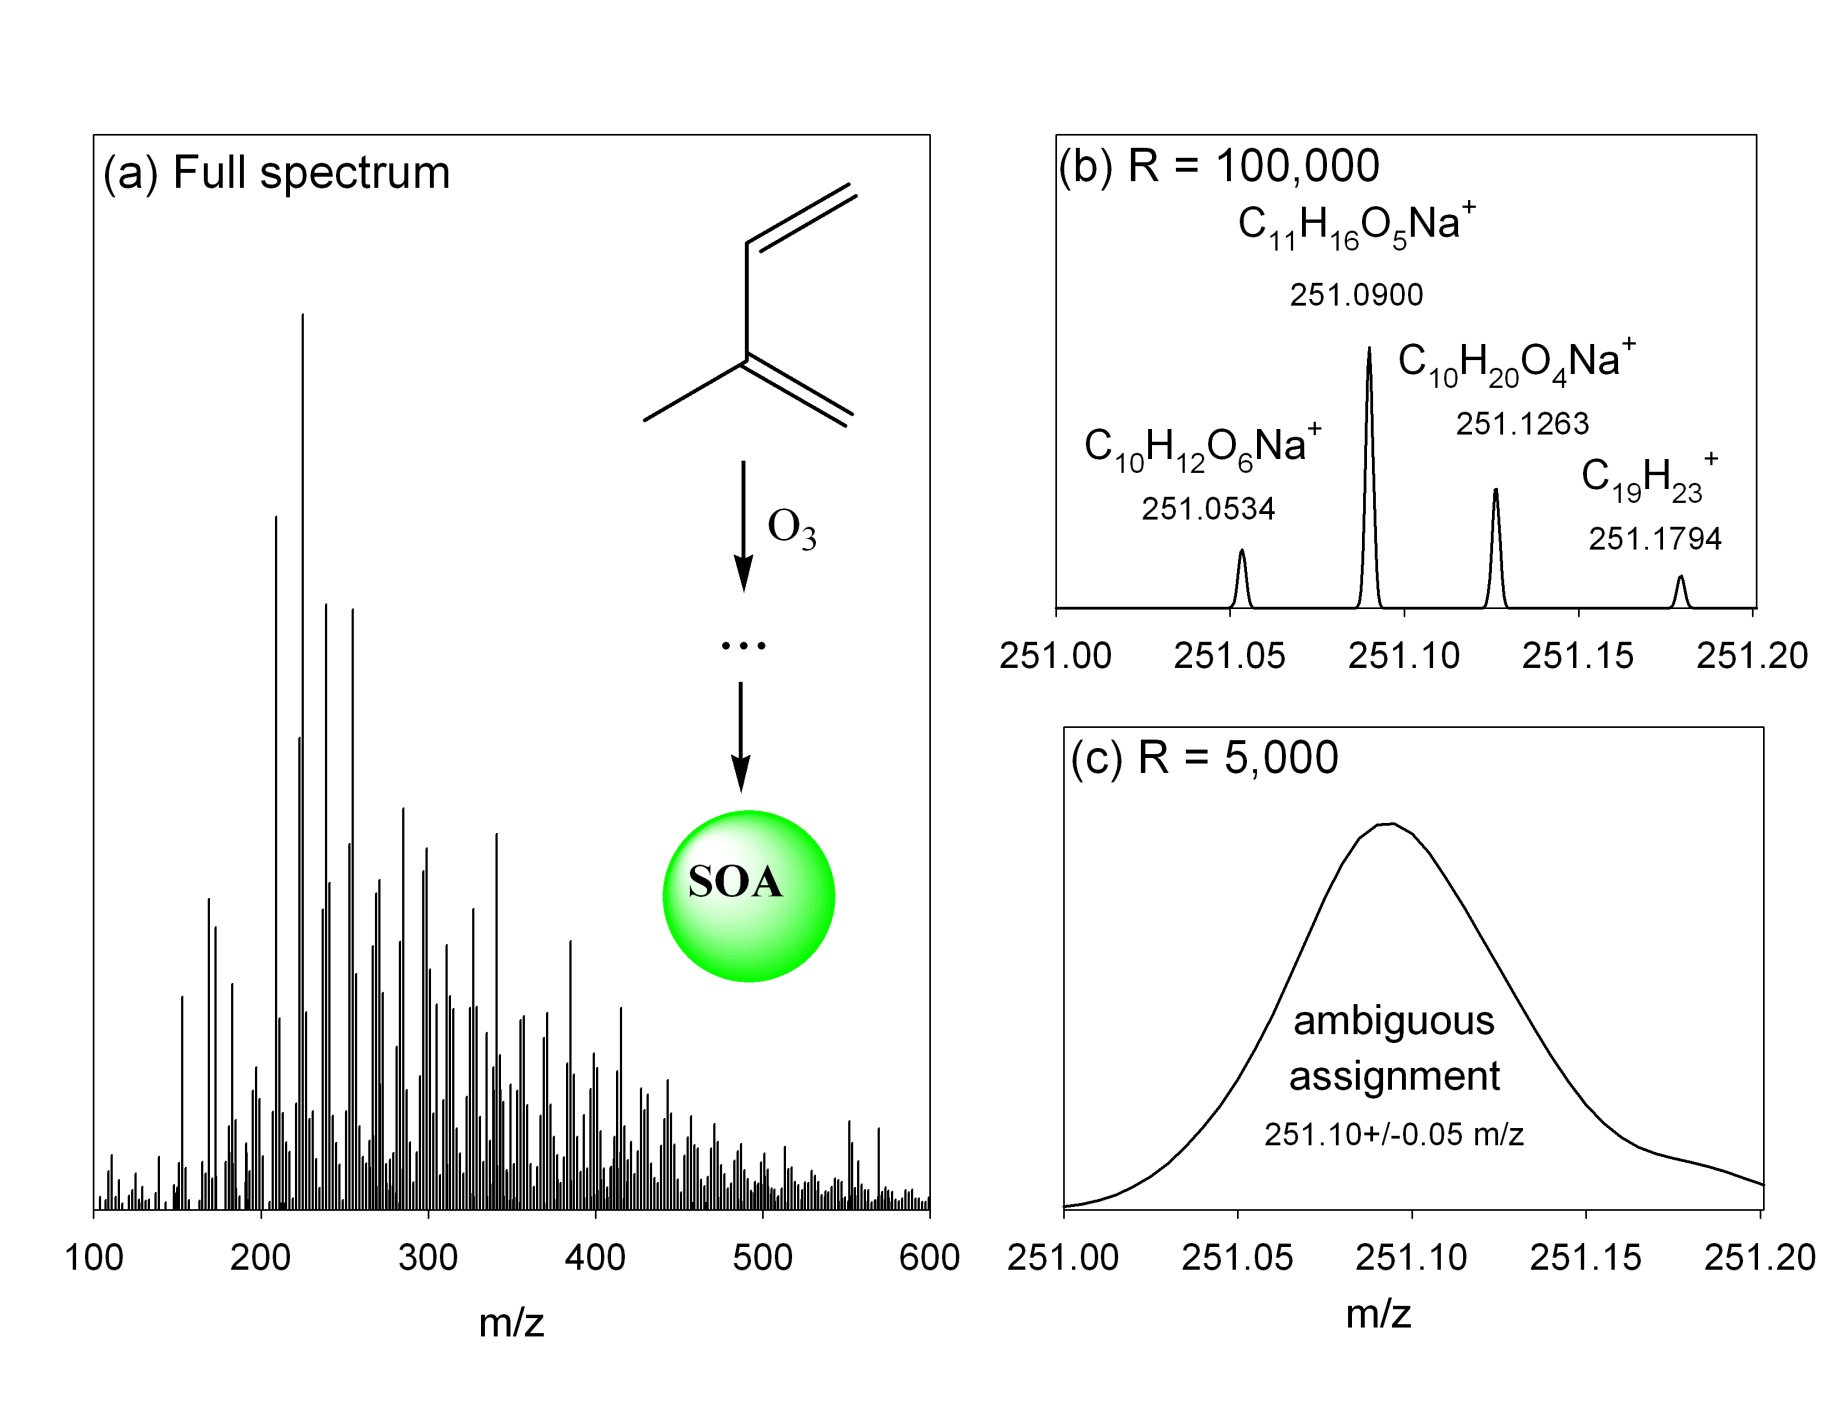 (a) Full spectrum
O₃
...
SOA
100 200 300 400 500 600
m/z
(b) R = 100,000
C₁₁H₁₆O₅Na⁺
251.0900
C₁₀H₂₀O₄Na⁺
251.1263
C₁₀H₁₂O₆Na⁺
251.0534
C₁₉H₂₃⁺
251.1794
251.00 251.05 251.10 251.15 251.20
(c) R = 5,000
ambiguous
assignment
251.10+/-0.05 m/z
251.00 251.05 251.10 251.15 251.20
m/z